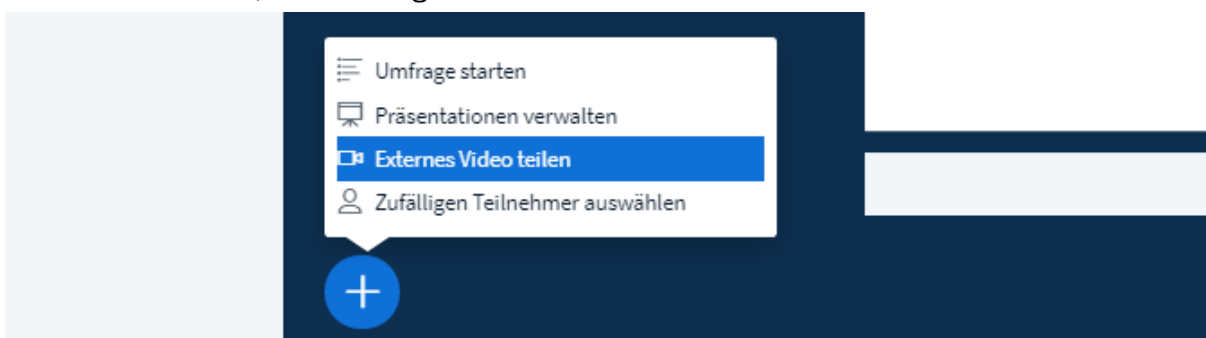 Umfrage starten
Präsentationen verwalten
Externes Video teilen
Zufälligen Teilnehmer auswählen